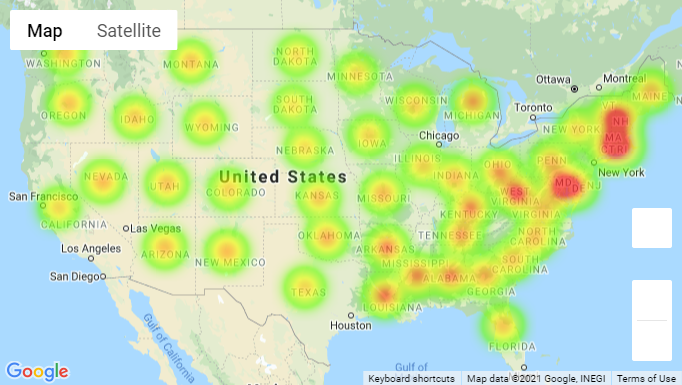 Map Satellite
WASHINGTON
MONTANA
NORTH
DAKOTA
MINNESOTA
Ottawa
Montreal
MAINE
OREGON
IDAHO
WYOMING
SOUTH
DAKOTA
WISCONSIN
MICHIGAN
Toronto
NEW YORK
VT
NH
MA
CT RI
NEBRASKA
IOWA
Chicago
ILLINOIS
INDIANA
OHIO
PENN
New York
NEVADA
UTAH
COLORADO
United States
KANSAS
MISSOURI
WEST
VIRGINIA
MD
DE NJ
San Francisco
CALIFORNIA
Las Vegas
KENTUCKY
VIRGINIA
Los Angeles
ARIZONA
NEW MEXICO
OKLAHOMA
ARKANSAS
TENNESSEE
NORTH
CAROLINA
San Diego
MISSISSIPPI
ALABAMA
SOUTH
CAROLINA
GEORGIA
TEXAS
LOUISIANA
Houston
FLORIDA
Gulf of
California
Gulf of
Google
Keyboard shortcuts Map data ©2021 Google, INEGI Terms of Use